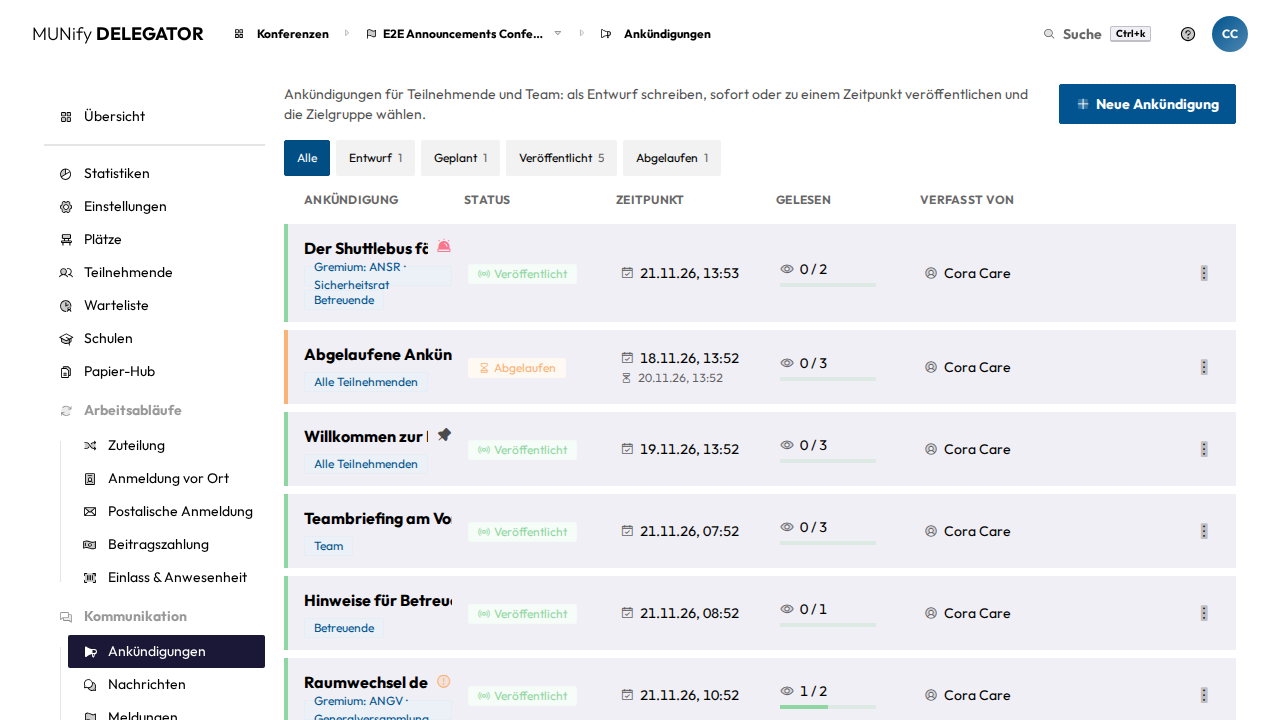 MUNify DELEGATOR
Konferenzen
E2E Announcements Confe...
Ankündigungen
Suche Ctrl+k
CC
Übersicht
Statistiken
Einstellungen
Plätze
Teilnehmende
Warteliste
Schulen
Papier-Hub
Arbeitsabläufe
Zuteilung
Anmeldung vor Ort
Postalische Anmeldung
Beitragszahlung
Einlass & Anwesenheit
Kommunikation
Ankündigungen
Nachrichten
Meldungen
Ankündigungen für Teilnehmende und Team: als Entwurf schreiben, sofort oder zu einem Zeitpunkt veröffentlichen und
die Zielgruppe wählen.
+ Neue Ankündigung
Alle Entwurf 1 Geplant 1 Veröffentlicht 5 Abgelaufen 1
ANKÜNDIGUNG STATUS ZEITPUNKT GELESEN VERFASST VON
Der Shuttlebus fä
Gremium: ANSR ·
Sicherheitsrat
Betreuende
Veröffentlicht
21.11.26, 13:53
0 / 2
Cora Care
Abgelaufene Ankün
Alle Teilnehmenden
Abgelaufen
18.11.26, 13:52
20.11.26, 13:52
0 / 3
Cora Care
Willkommen zur
Alle Teilnehmenden
Veröffentlicht
19.11.26, 13:52
0 / 3
Cora Care
Teambriefing am Vo
Team
Veröffentlicht
21.11.26, 07:52
0 / 3
Cora Care
Hinweise für Betreue
Betreuende
Veröffentlicht
21.11.26, 08:52
0 / 1
Cora Care
Raumwechsel de
Gremium: ANGV ·
Generalversammlung
Veröffentlicht
21.11.26, 10:52
1 / 2
Cora Care